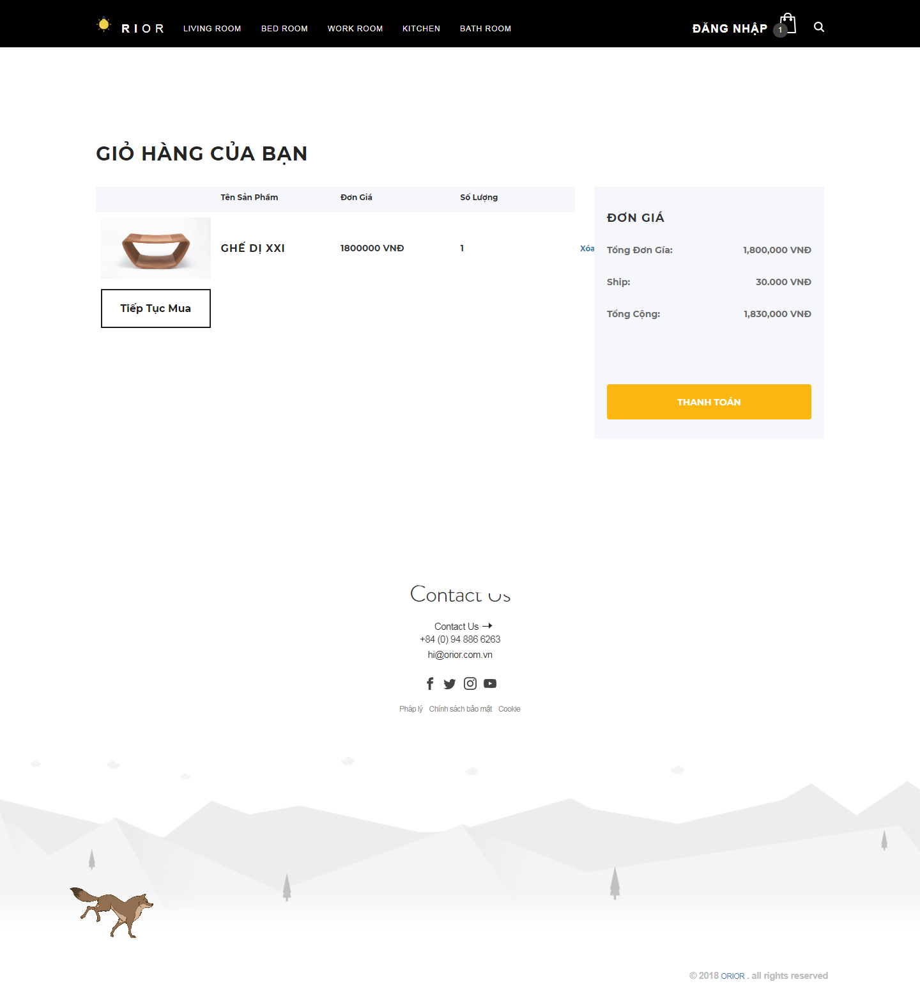 RIOR LIVING ROOM BED ROOM WORK ROOM KITCHEN BATH ROOM ĐĂNG NHẬP 1
GIỎ HÀNG CỦA BẠN
Tên Sản Phẩm Đơn Giá Số Lượng
GHẾ DỊ XXI 1800000 VNĐ 1 Xóa
Tiếp Tục Mua
ĐƠN GIÁ
Tổng Đơn Gía: 1,800,000 VNĐ
Ship: 30.000 VNĐ
Tổng Cộng: 1,830,000 VNĐ
THANH TOÁN
Contact Us
Contact Us
+84 (0) 94 886 6263
hi@orior.com.vn
Pháp lý Chính sách bảo mật Cookie
© 2018 ORIOR . all rights reserved